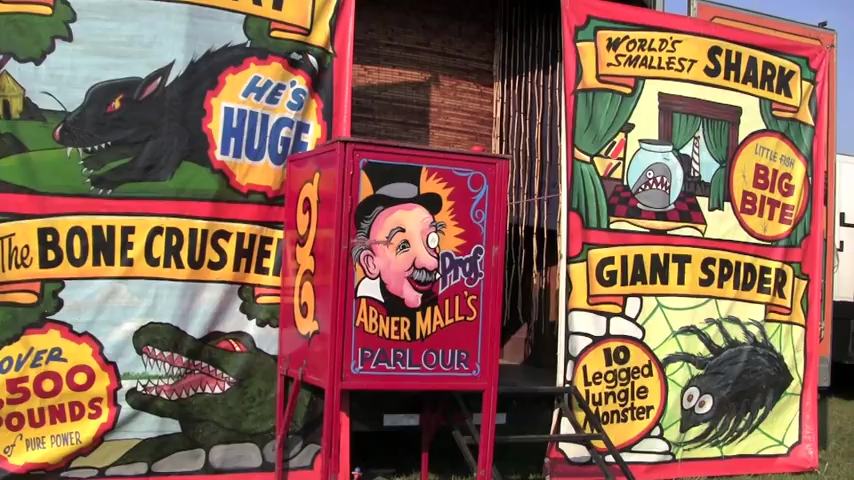 HE'S
HUGE
The BONE CRUSHER
OVER
$500
POUNDS
of PURE POWER
Prof.
ABNER MALL'S
PARLOUR
WORLD'S
SMALLEST SHARK
LITTLE FISH
BIG
BITE
GIANT SPIDER
10
Legged
Jungle
Monster